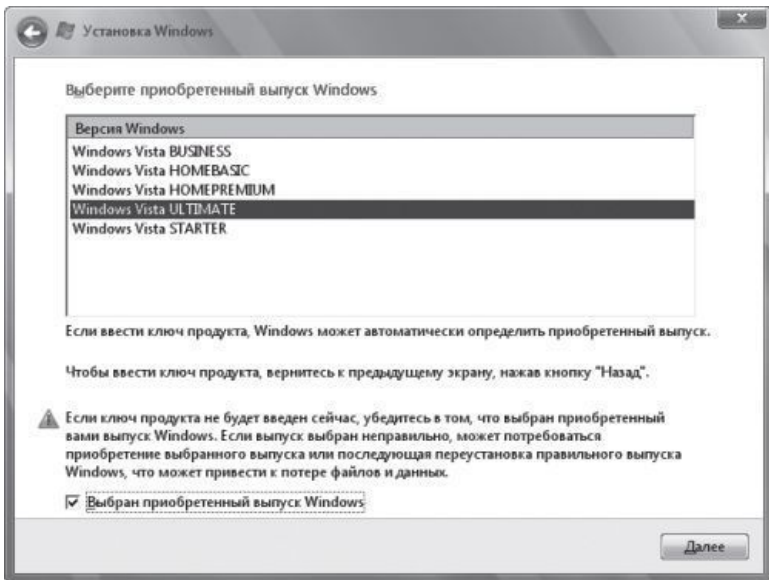 Установка Windows
Выберите приобретенный выпуск Windows
Версия Windows
Windows Vista BUSINESS
Windows Vista HOMEBASIC
Windows Vista HOMEPREMIUM
Windows Vista ULTIMATE
Windows Vista STARTER
Если ввести ключ продукта, Windows может автоматически определить приобретенный выпуск.
Чтобы ввести ключ продукта, вернитесь к предыдущему экрану, нажав кнопку "Назад".
Если ключ продукта не будет введен сейчас, убедитесь в том, что выбран приобретенный
вами выпуск Windows. Если выпуск выбран неправильно, может потребоваться
приобретение выбранного выпуска или последующая переустановка правильного выпуска
Windows, что может привести к потере файлов и данных.
Выбран приобретенный выпуск Windows
Далее